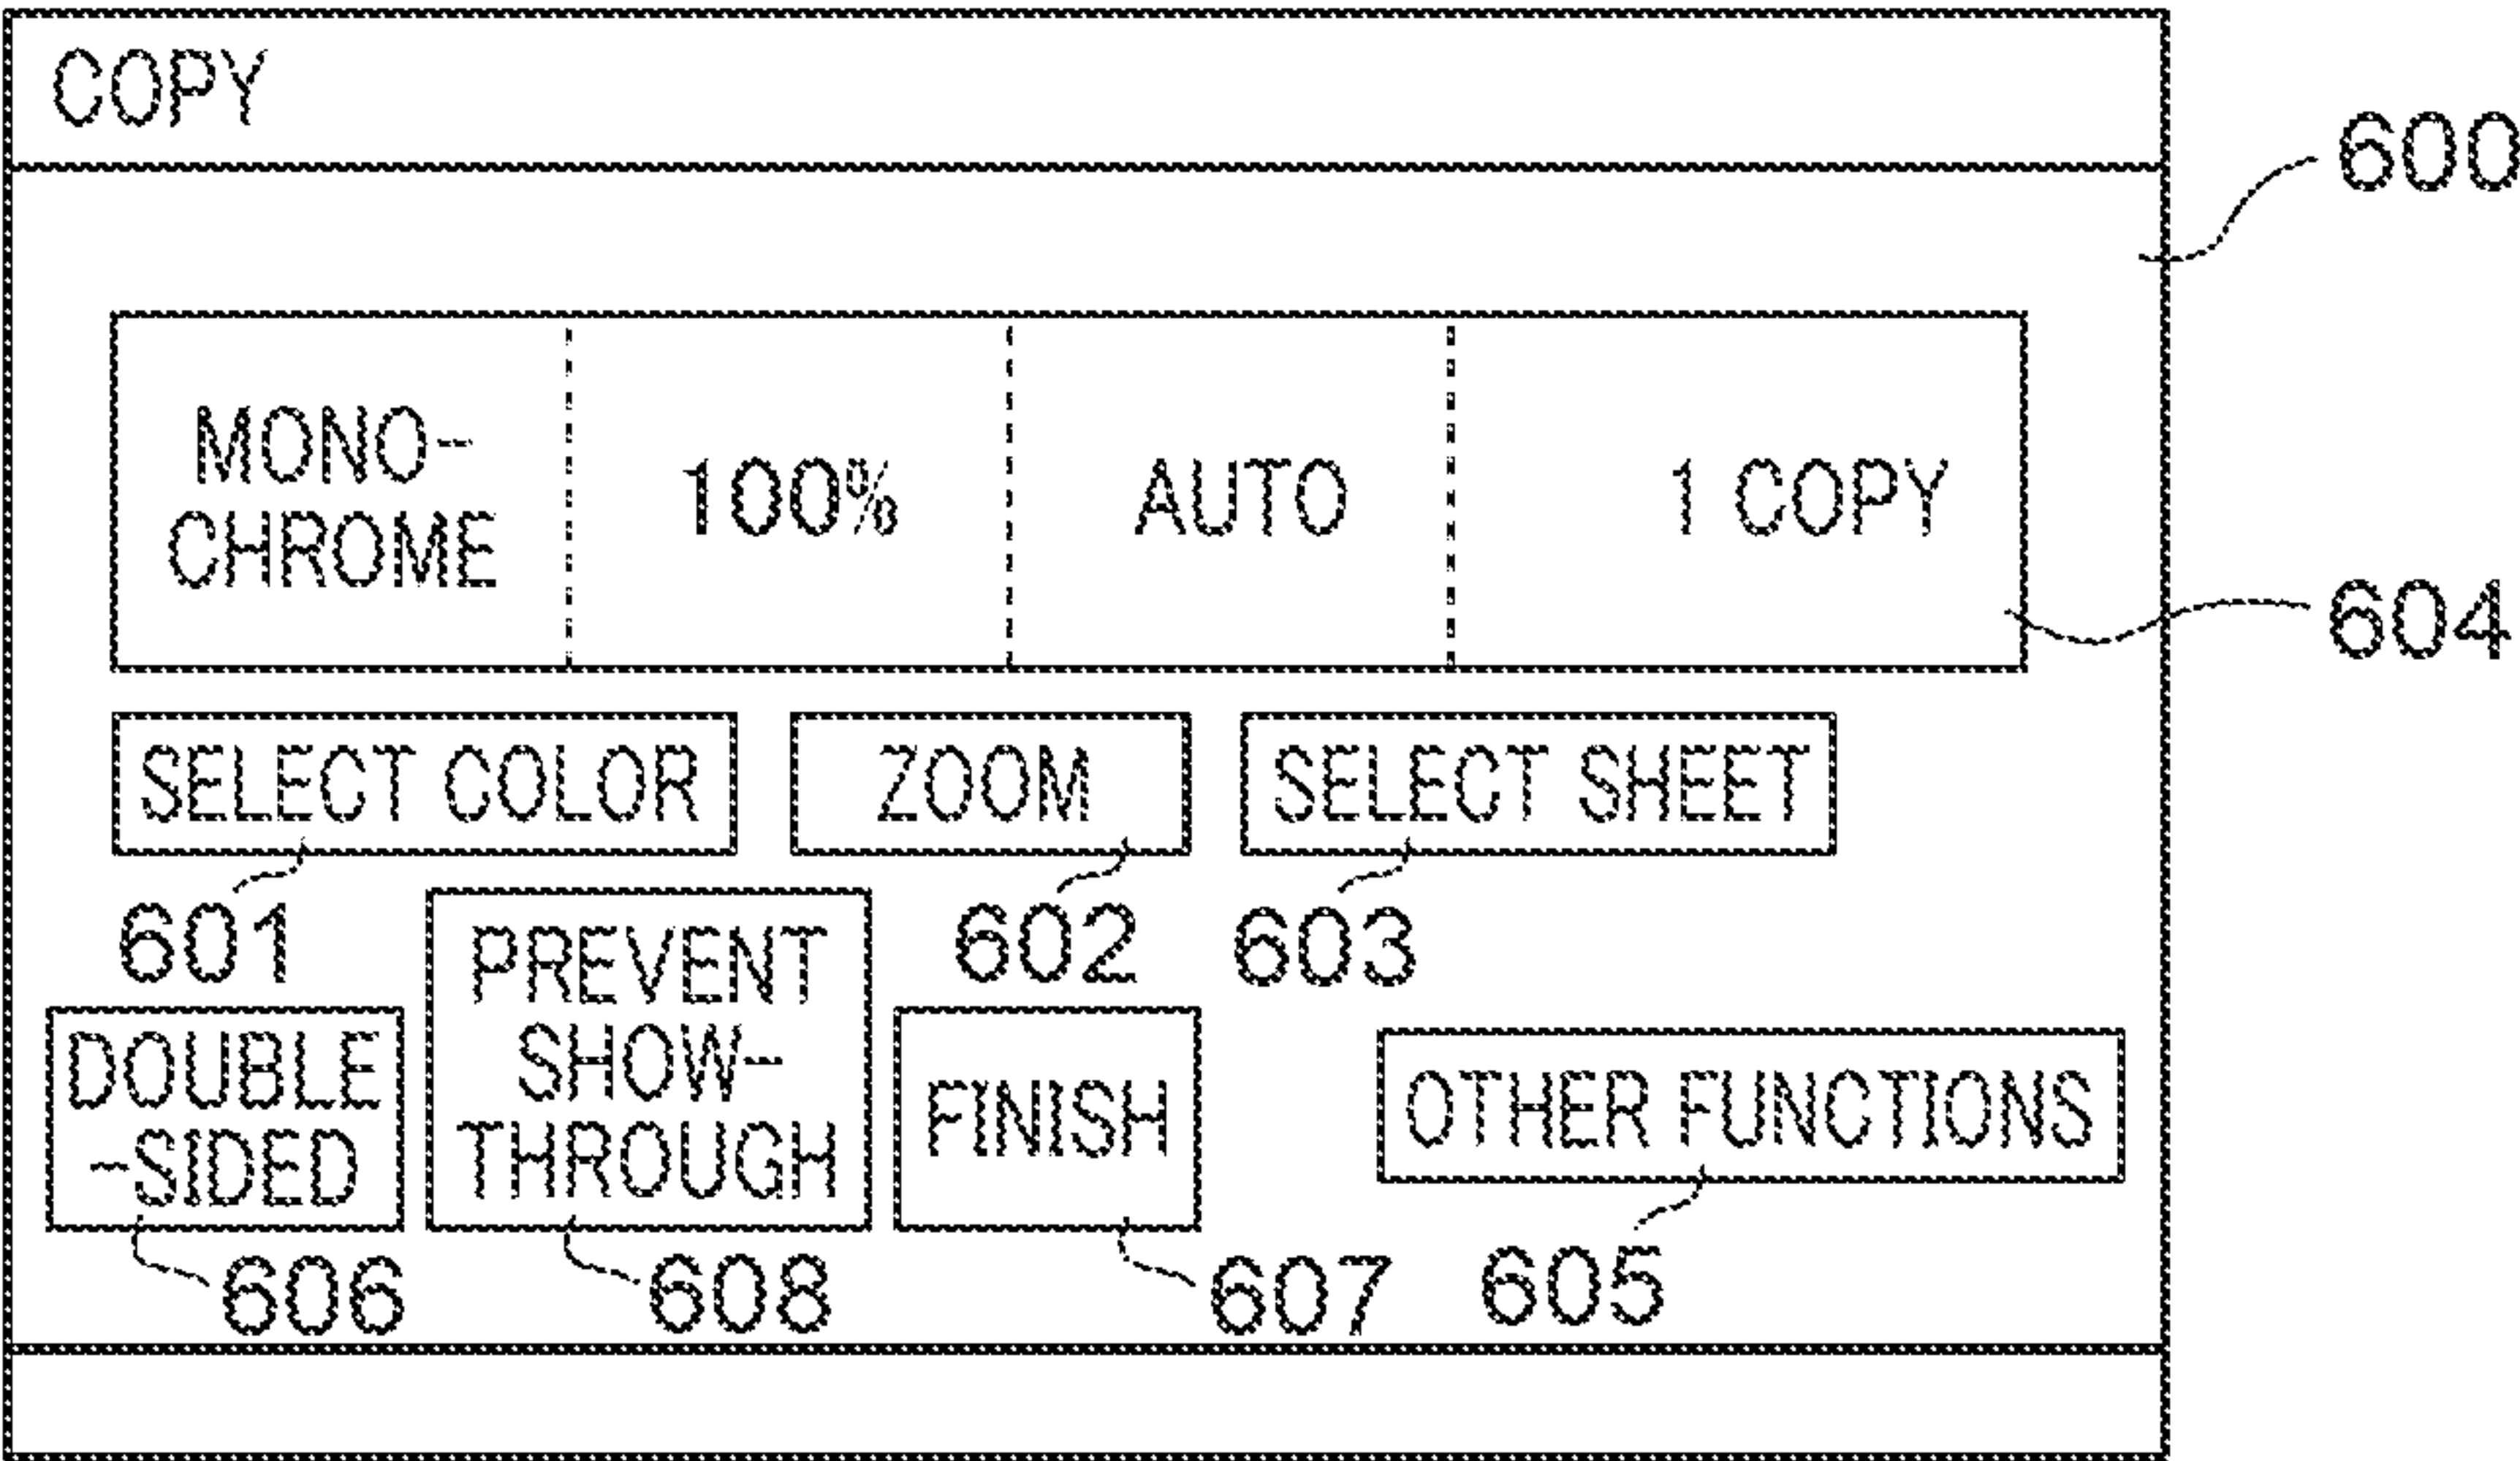 COPY
600
MONO-
CHROME
100%
AUTO
1 COPY
604
SELECT COLOR
ZOOM
SELECT SHEET
601
602
603
DOUBLE
-SIDED
PREVENT
SHOW-
THROUGH
FINISH
OTHER FUNCTIONS
606
608
607
605